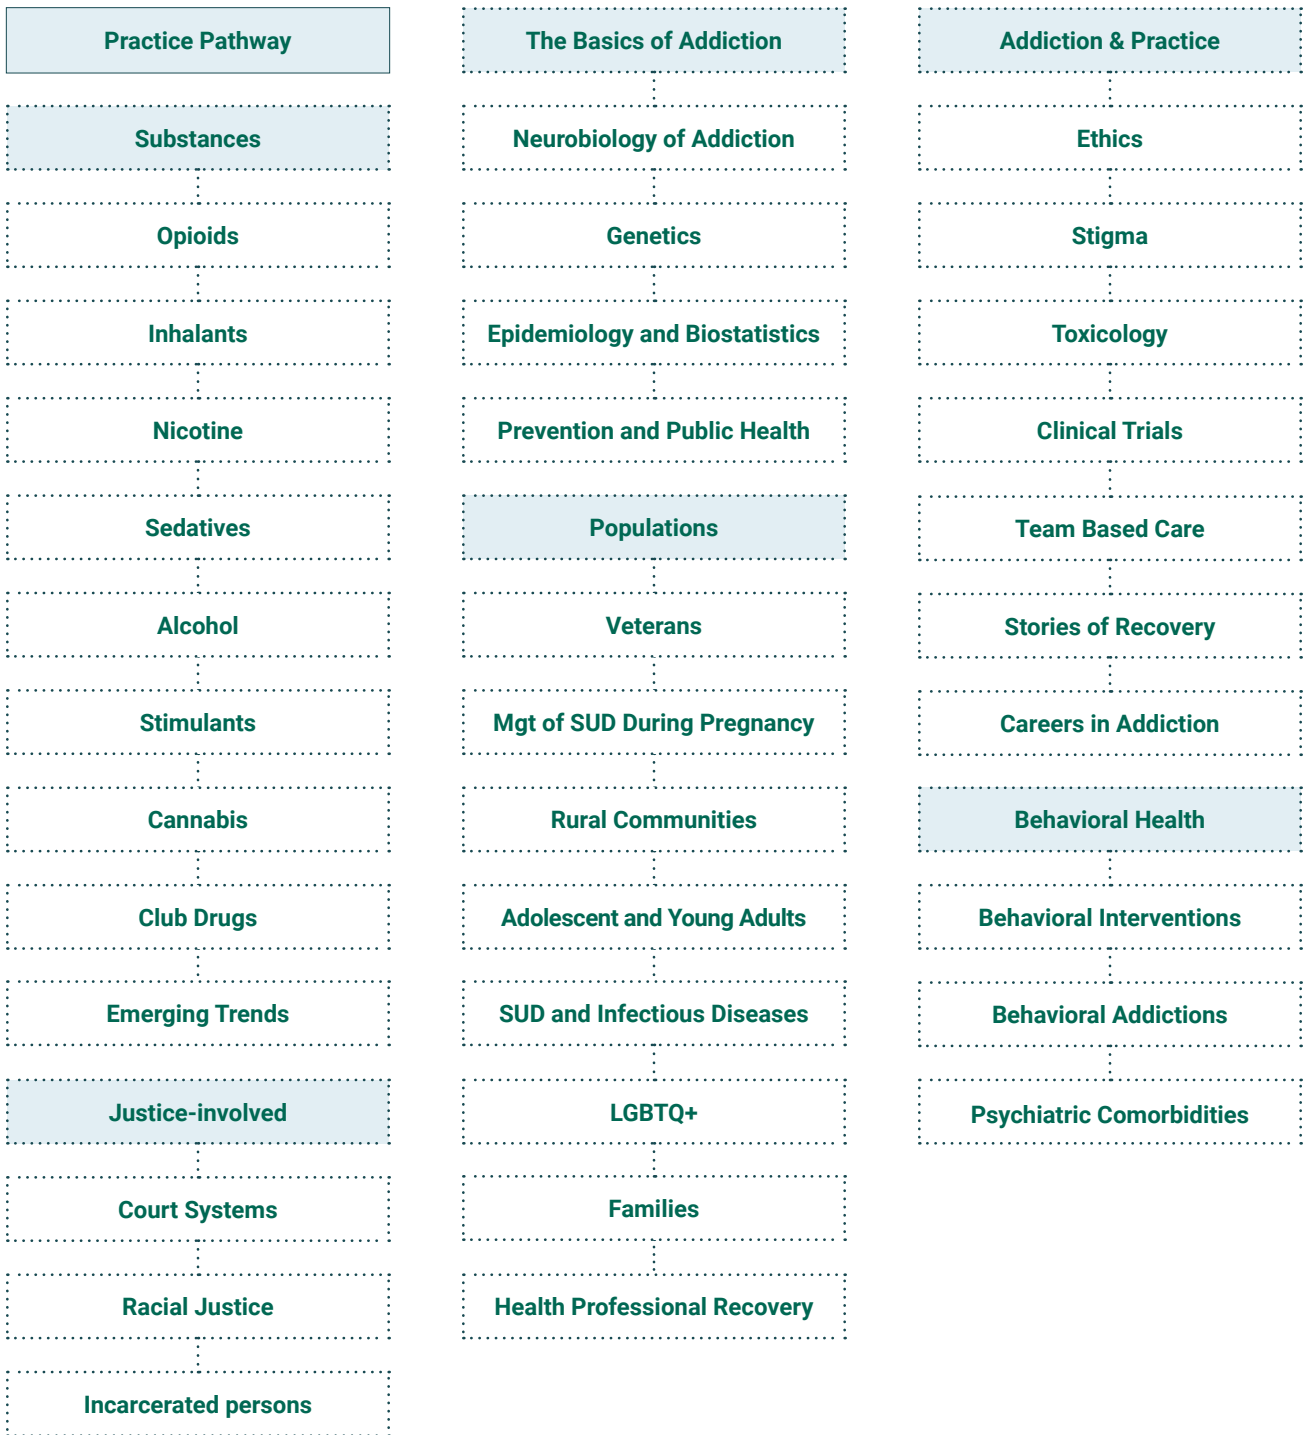 Practice Pathway
Substances
Opioids
Inhalants
Nicotine
Sedatives
Alcohol
Stimulants
Cannabis
Club Drugs
Emerging Trends
Justice-involved
Court Systems
Racial Justice
Incarcerated persons
The Basics of Addiction
Neurobiology of Addiction
Genetics
Epidemiology and Biostatistics
Prevention and Public Health
Populations
Veterans
Mgt of SUD During Pregnancy
Rural Communities
Adolescent and Young Adults
SUD and Infectious Diseases
LGBTQ+
Families
Health Professional Recovery
Addiction & Practice
Ethics
Stigma
Toxicology
Clinical Trials
Team Based Care
Stories of Recovery
Careers in Addiction
Behavioral Health
Behavioral Interventions
Behavioral Addictions
Psychiatric Comorbidities